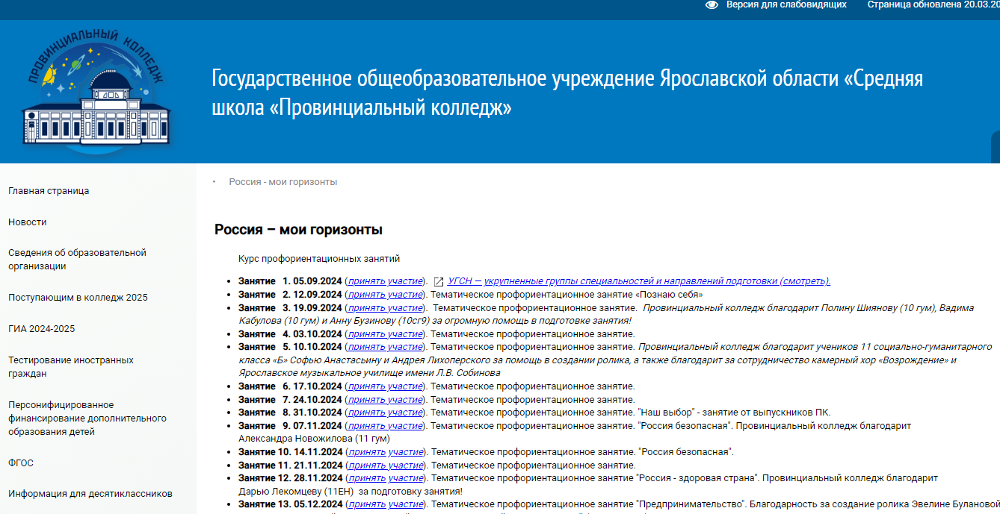 Версия для слабовидящих Страница обновлена 20.03.20
ПРОВИНЦИАЛЬНЫЙ КОЛЛЕДЖ
Государственное общеобразовательное учреждение Ярославской области «Средняя
школа «Провинциальный колледж»
Главная страница
Новости
Сведения об образовательной
организации
Поступающим в колледж 2025
ГИА 2024-2025
Тестирование иностранных
граждан
Персонифицированное
финансирование дополнительного
образования детей
ФГОС
Информация для десятиклассников
• Россия - мои горизонты
Россия – мои горизонты
Курс профориентационных занятий
• Занятие 1. 05.09.2024 (принять участие). УГСН — укрупненные группы специальностей и направлений подготовки (смотреть).
• Занятие 2. 12.09.2024 (принять участие). Тематическое профориентационное занятие «Познаю себя»
• Занятие 3. 19.09.2024 (принять участие). Тематическое профориентационное занятие. Провинциальный колледж благодарит Полину Шиянову (10 гум), Вадима
Кабулова (10 гум) и Анну Бузинову (10сг9) за огромную помощь в подготовке занятия!
• Занятие 4. 03.10.2024 (принять участие). Тематическое профориентационное занятие.
• Занятие 5. 10.10.2024 (принять участие). Тематическое профориентационное занятие. Провинциальный колледж благодарит учеников 11 социально-гуманитарного
класса «Б» Софью Анастасьину и Андрея Лихоперского за помощь в создании ролика, а также благодарит за сотрудничество камерный хор «Возрождение» и
Ярославское музыкальное училище имени Л.В. Собинова
• Занятие 6. 17.10.2024 (принять участие). Тематическое профориентационное занятие.
• Занятие 7. 24.10.2024 (принять участие). Тематическое профориентационное занятие.
• Занятие 8. 31.10.2024 (принять участие). Тематическое профориентационное занятие. "Наш выбор" - занятие от выпускников ПК.
• Занятие 9. 07.11.2024 (принять участие). Тематическое профориентационное занятие. "Россия безопасная". Провинциальный колледж благодарит
Александра Новожилова (11 гум)
• Занятие 10. 14.11.2024 (принять участие). Тематическое профориентационное занятие. "Россия безопасная".
• Занятие 11. 21.11.2024 (принять участие). Тематическое профориентационное занятие.
• Занятие 12. 28.11.2024 (принять участие). Тематическое профориентационное занятие "Россия - здоровая страна". Провинциальный колледж благодарит
Дарью Лекомцеву (11ЕН) за подготовку занятия!
• Занятие 13. 05.12.2024 (принять участие). Тематическое профориентационное занятие "Предпринимательство". Благодарность за создание ролика Эвелине Булановой